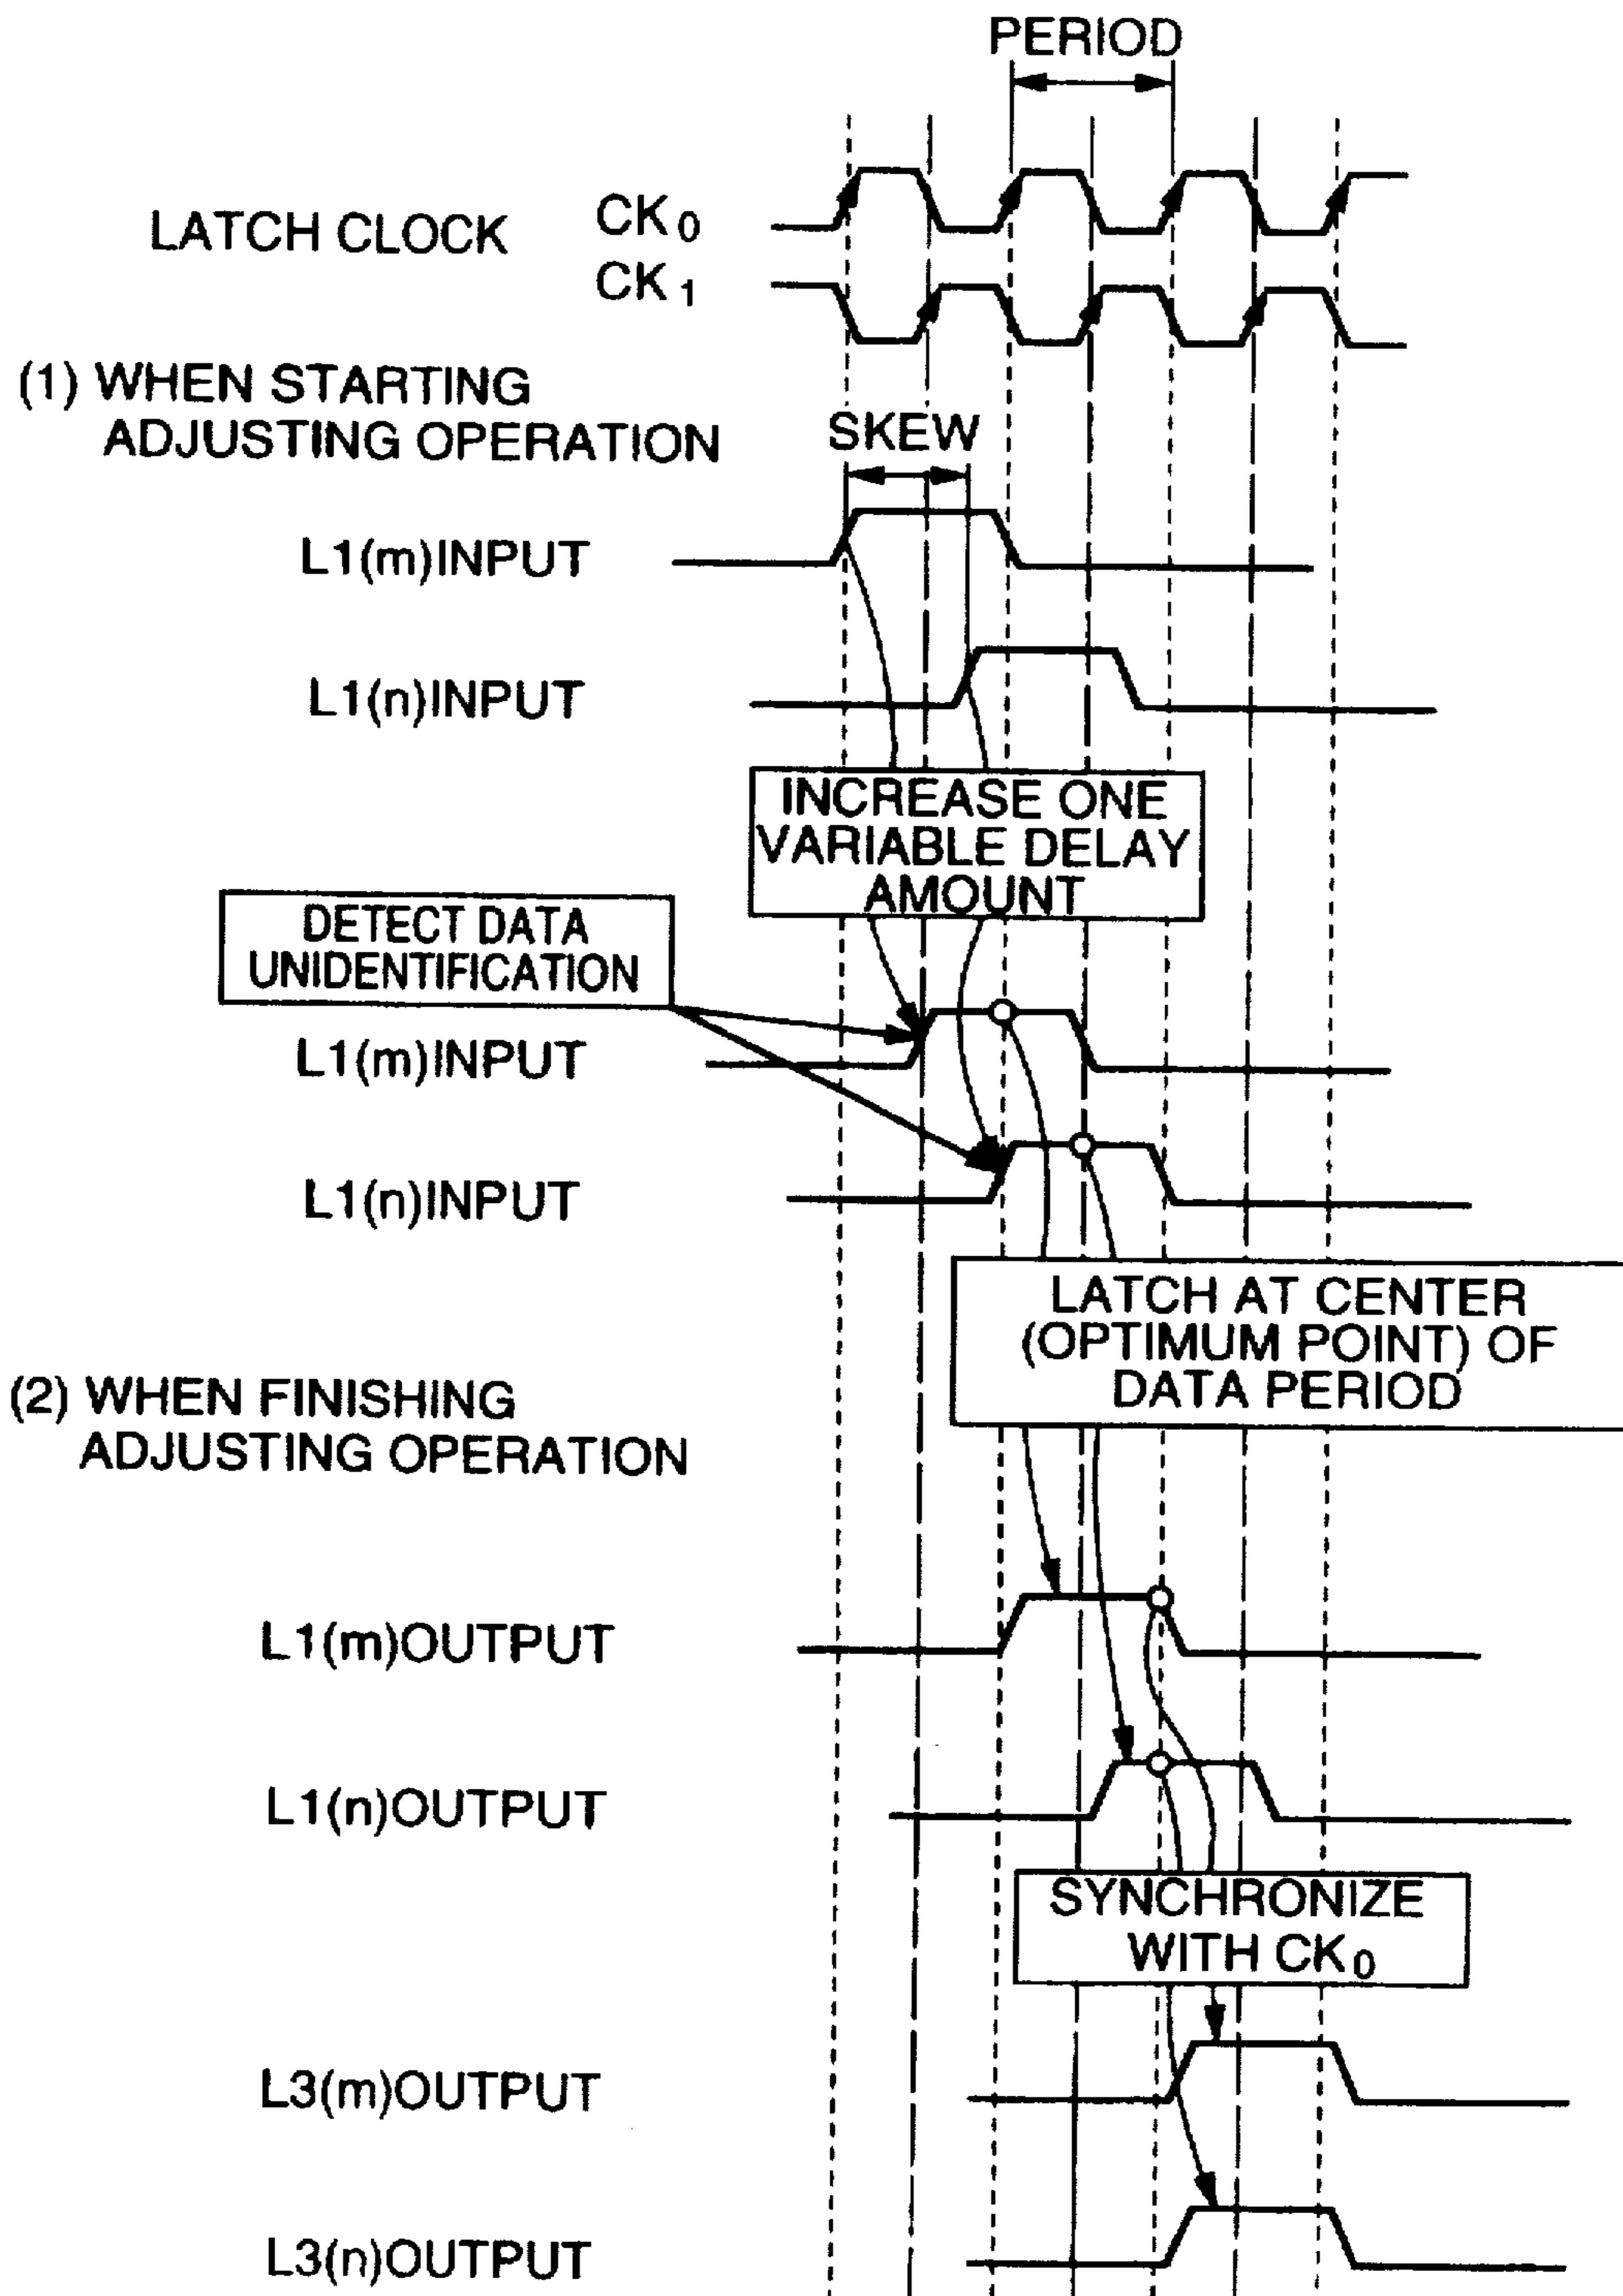 PERIOD
LATCH CLOCK CK0
CK1
(1) WHEN STARTING
ADJUSTING OPERATION
SKEW
L1(m)INPUT
L1(n)INPUT
INCREASE ONE
VARIABLE DELAY
AMOUNT
DETECT DATA
UNIDENTIFICATION
L1(m)INPUT
L1(n)INPUT
LATCH AT CENTER
(OPTIMUM POINT) OF
DATA PERIOD
(2) WHEN FINISHING
ADJUSTING OPERATION
L1(m)OUTPUT
L1(n)OUTPUT
SYNCHRONIZE
WITH CK0
L3(m)OUTPUT
L3(n)OUTPUT